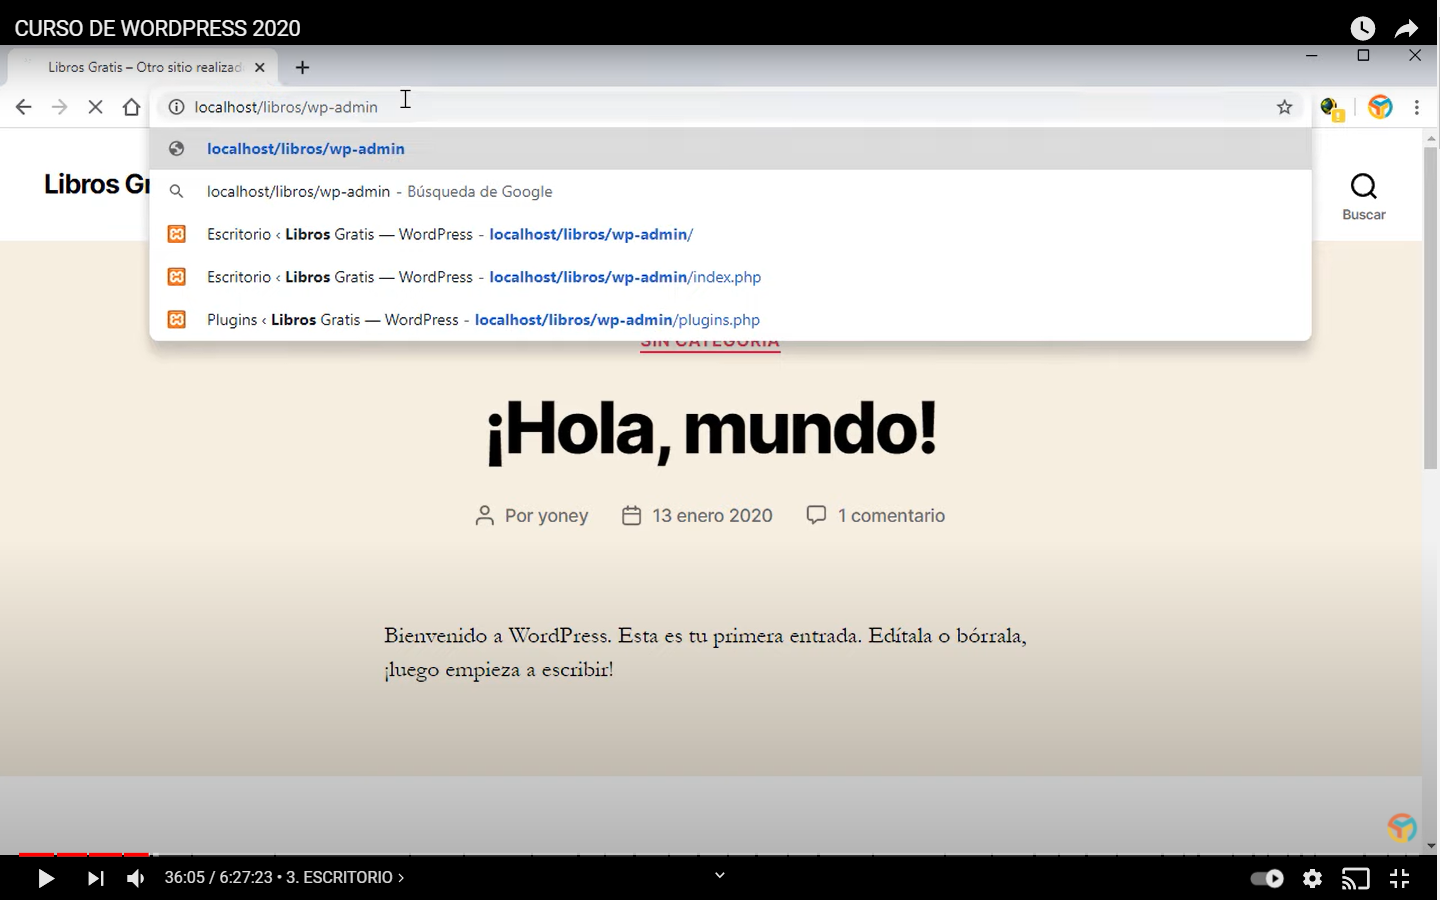 CURSO DE WORDPRESS 2020
Libros Gratis – Otro sitio realizad
localhost/libros/wp-admin
localhost/libros/wp-admin
localhost/libros/wp-admin - Búsqueda de Google
Escritorio ‹ Libros Gratis — WordPress - localhost/libros/wp-admin/
Escritorio ‹ Libros Gratis — WordPress - localhost/libros/wp-admin/index.php
Plugins ‹ Libros Gratis — WordPress - localhost/libros/wp-admin/plugins.php
Libros Gr
Buscar
SIN CATEGORÍA
¡Hola, mundo!
Por yoney 13 enero 2020 1 comentario
Bienvenido a WordPress. Esta es tu primera entrada. Edítala o bórrala,
¡luego empieza a escribir!
36:05 / 6:27:23 • 3. ESCRITORIO >